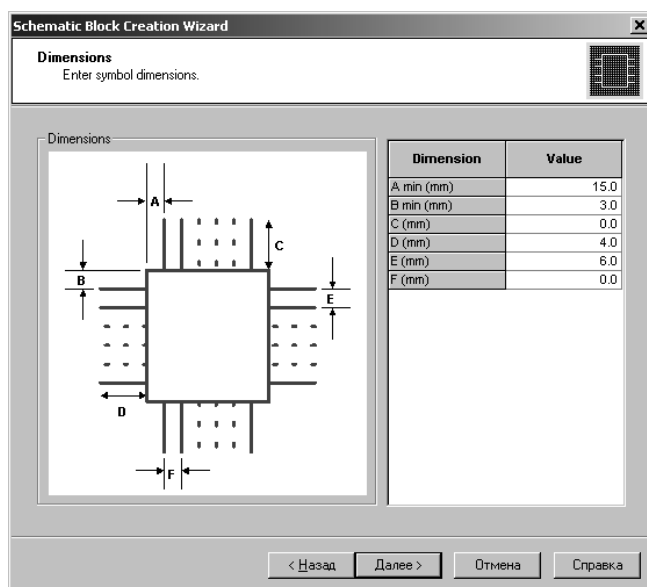 Schematic Block Creation Wizard
Dimensions
Enter symbol dimensions.
Dimensions
A
C
B
E
D
F
Dimension Value
A min (mm) 15.0
B min (mm) 3.0
C (mm) 0.0
D (mm) 4.0
E (mm) 6.0
F (mm) 0.0
< Назад Далее > Отмена Справка